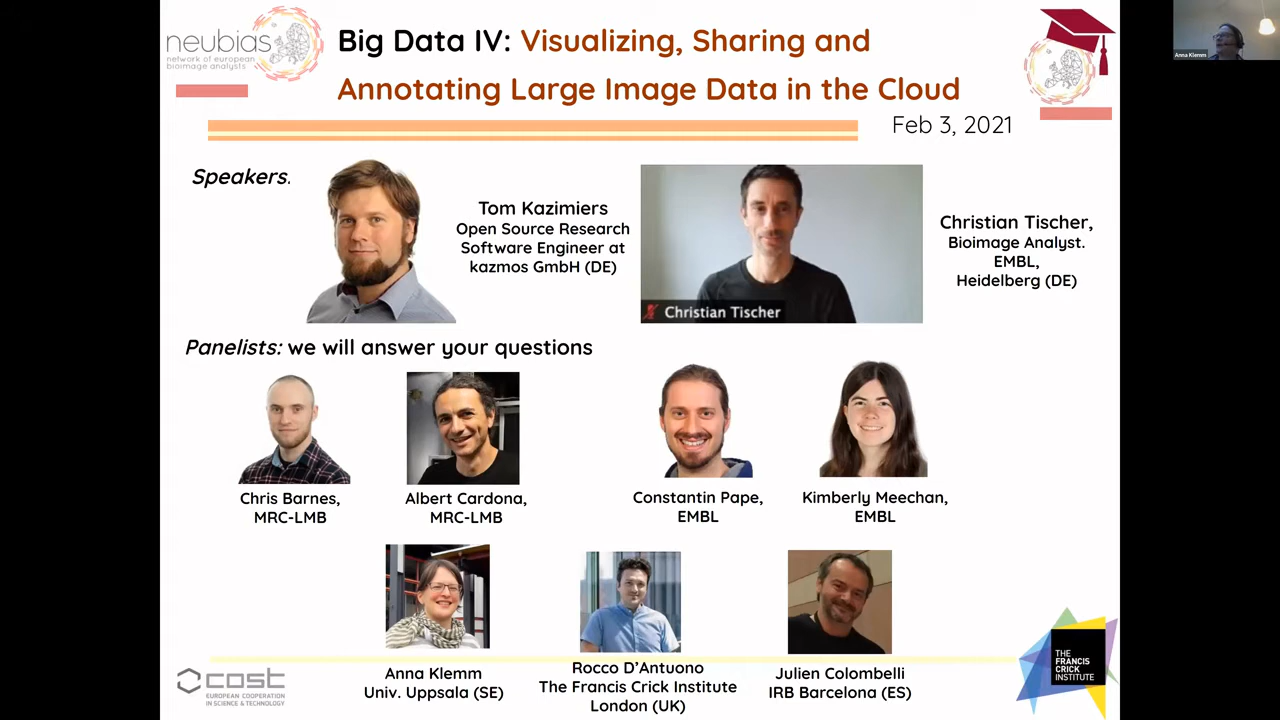 neubias
network of european
bioimage analysts
Big Data IV: Visualizing, Sharing and
Annotating Large Image Data in the Cloud
Feb 3, 2021
Anna Klemm
Speakers.
Tom Kazimiers
Open Source Research
Software Engineer at
kazmos GmbH (DE)
Christian Tischer
Christian Tischer,
Bioimage Analyst.
EMBL,
Heidelberg (DE)
Panelists: we will answer your questions
Chris Barnes,
MRC-LMB
Albert Cardona,
MRC-LMB
Constantin Pape,
EMBL
Kimberly Meechan,
EMBL
Anna Klemm
Univ. Uppsala (SE)
Rocco D'Antuono
The Francis Crick Institute
London (UK)
Julien Colombelli
IRB Barcelona (ES)
cost
EUROPEAN COOPERATION
IN SCIENCE & TECHNOLOGY
THE
FRANCIS
CRICK
INSTITUTE